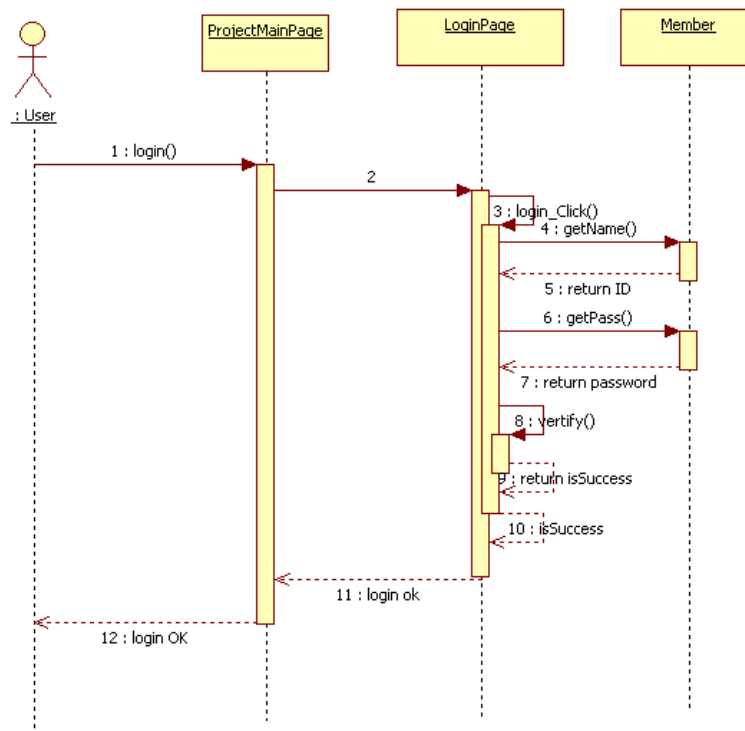 ProjectMainPage
LoginPage
Member
: User
1 : login()
2
3 : login_Click()
4 : getName()
5 : return ID
6 : getPass()
7 : return password
8 : vertify()
9 : return isSuccess
10 : isSuccess
11 : login ok
12 : login OK